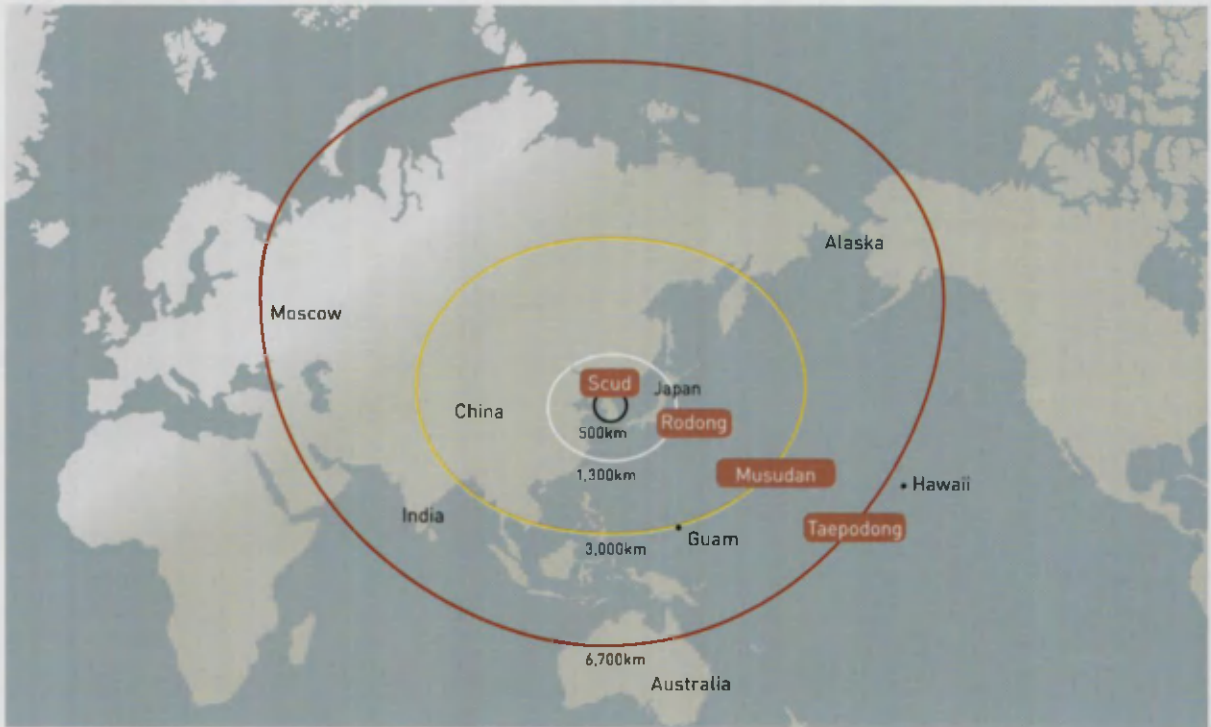 Alaska
Moscow
Scud
Japan
China
Rodong
500km
1,300km
Musudan
Hawaii
India
Taepodong
Guam
3,000km
6,700km
Australia